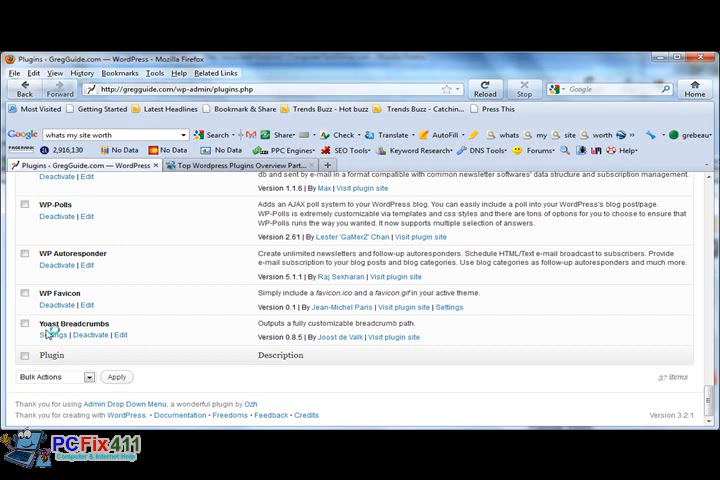 Plugins ‹ GregGuide.com — WordPress - Mozilla Firefox
File Edit View History Bookmarks Tools Help Related Links
Back Forward http://gregguide.com/wp-admin/plugins.php Reload Stop Google Home
Most Visited Getting Started Latest Headlines Bookmark & Share Trends Buzz - Hot buzz Trends Buzz - Catchin... Press This
Google whats my site worth Search Share Check Translate AutoFill whats my site worth grebeau
PAGERANK 2,916,130 No Data No Data PPC Engines SEO Tools Keyword Research DNS Tools Forums Help
Plugins ‹ GregGuide.com — WordPress Top Wordpress Plugins Overview Part...
db and sent by e-mail in a format compatible with common newsletter softwares' data structure and subscription management
Deactivate | Edit
Version 1.1.6 | By Max | Visit plugin site
WP-Polls
Adds an AJAX poll system to your WordPress blog. You can easily include a poll into your WordPress's blog post/page.
WP-Polls is extremely customizable via templates and css styles and there are tons of options for you to choose to ensure that
WP-Polls runs the way you wanted. It now supports multiple selection of answers.
Deactivate | Edit
Version 2.61 | By Lester 'GaMerZ' Chan | Visit plugin site
WP Autoresponder
Create unlimited newsletters and follow-up autoresponders. Schedule HTML/Text e-mail broadcast to subscribers. Provide
e-mail subscription to your blog posts and blog categories. Use blog categories as follow-up autoresponders and much more.
Deactivate | Edit
Version 5.1.1 | By Raj Sekharan | Visit plugin site
WP Favicon
Simply include a favicon.ico and a favicon.gif in your active theme.
Deactivate | Edit
Version 0.1 | By Jean-Michel Paris | Visit plugin site | Settings
Yoast Breadcrumbs
Outputs a fully customizable breadcrumb path.
Settings | Deactivate | Edit
Version 0.8.5 | By Joost de Valk | Visit plugin site
Plugin Description
Bulk Actions Apply 37 items
Thank you for using Admin Drop Down Menu, a wonderful plugin by Ozh
Thank you for creating with WordPress. • Documentation • Freedoms • Feedback • Credits Version 3.2.1
PCFix411
Computer & Internet Help